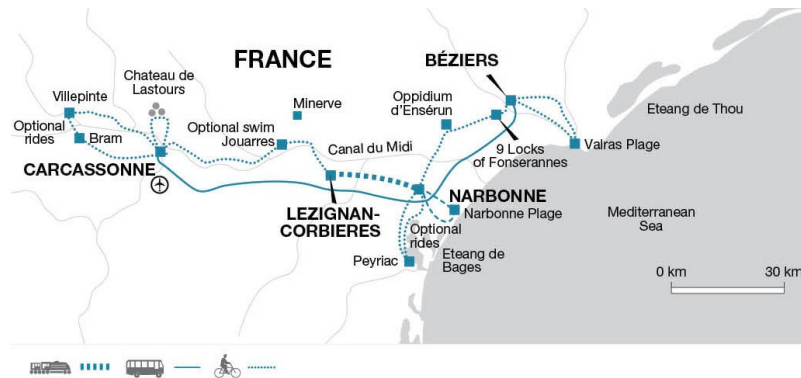 FRANCE
BÉZIERS
Chateau de
Lastours
Villepinte
Minerve
Oppidium
d'Ensérun
Eteang de Thou
Optional
rides
Bram
Optional swim
Jouarres
Canal du Midi
9 Locks
of Fonserannes
Valras Plage
CARCASSONNE
LEZIGNAN-
CORBIERES
NARBONNE
Narbonne Plage
Mediterranean
Sea
Optional
rides
Peyriac
Eteang de
Bages
0 km
30 km